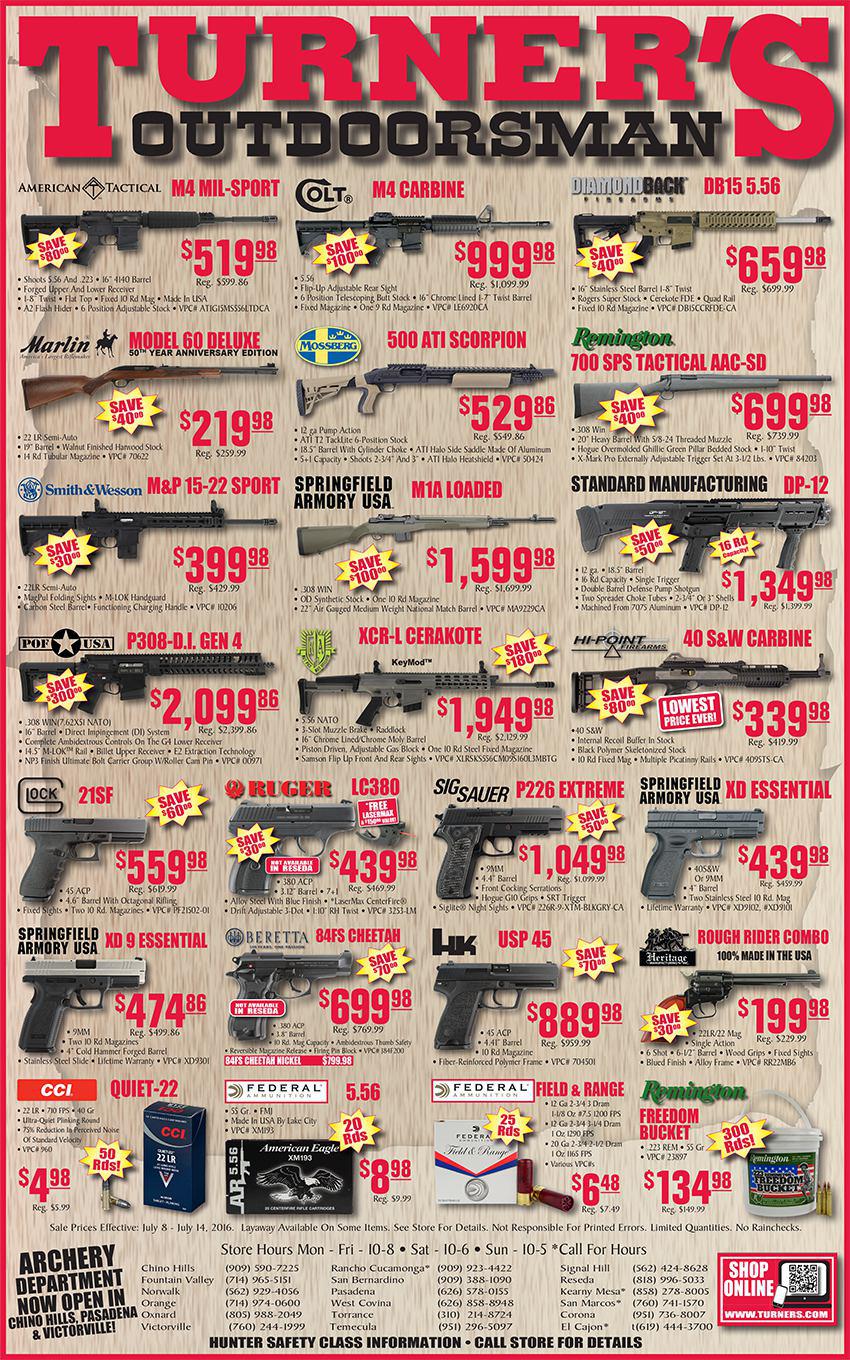 TURNER'S
OUTDOORSMAN
AMERICAN TACTICAL M4 MIL-SPORT
SAVE $80.00
$519.98
Reg. $599.86
• Shoots 5.56 And .223 • 16" 4140 Barrel
• Forged Upper And Lower Receiver
• 1-8" Twist • Flat Top • Fixed 10 Rd Mag • Made In USA
• A2 Flash Hider • 6 Position Adjustable Stock • VPC# ATIGISMSS56LTDCA
COLT® M4 CARBINE
SAVE $100.00
$999.98
Reg. $1,099.99
• 5.56
• Flip-Up Adjustable Rear Sight
• 6 Position Telescoping Butt Stock • 16" Chrome Lined 1-7" Twist Barrel
• Fixed Magazine • One 9 Rd Magazine • VPC# LE6920CA
DIAMONDBACK FIREARMS DB15 5.56
SAVE $40.00
$659.98
Reg. $699.99
• 16" Stainless Steel Barrel 1-8" Twist
• Rogers Super Stock • Cerekote FDE • Quad Rail
• Fixed 10 Rd Magazine • VPC# DB15CCRFDE-CA
Marlin MODEL 60 DELUXE
America's Largest Riflemaker 50TH YEAR ANNIVERSARY EDITION
SAVE $40.00
$219.98
Reg. $259.99
• 22 LR Semi-Auto
• 19" Barrel • Walnut Finished Harwood Stock
• 14 Rd Tubular Magazine • VPC# 70622
MOSSBERG 500 ATI SCORPION
$529.86
Reg. $549.86
• 12 ga Pump Action
• ATI T2 TackLite 6-Position Stock
• 18.5" Barrel With Cylinder Choke • ATI Halo Side Saddle Made Of Aluminum
• 5+1 Capacity • Shoots 2-3/4" And 3" • ATI Halo Heatshield • VPC# 50424
Remington
700 SPS TACTICAL AAC-SD
SAVE $40.00
$699.98
Reg. $739.99
• .308 Win
• 20" Heavy Barrel With 5/8-24 Threaded Muzzle
• Hogue Overmolded Ghillie Green Pillar Bedded Stock • 1-10" Twist
• X-Mark Pro Externally Adjustable Trigger Set At 3-1/2 Lbs. • VPC# 84203
Smith&Wesson M&P 15-22 SPORT
SAVE $30.00
$399.98
Reg. $429.99
• 22LR Semi-Auto
• MagPul Folding Sights • M-LOK Handguard
• Carbon Steel Barrel • Functioning Charging Handle • VPC# 10206
SPRINGFIELD ARMORY USA M1A LOADED
SAVE $100.00
$1,599.98
Reg. $1,699.99
• .308 WIN
• OD Synthetic Stock • One 10 Rd Magazine
• 22" Air Gauged Medium Weight National Match Barrel • VPC# MA9229CA
STANDARD MANUFACTURING DP-12
SAVE $50.00
16 Rd Capacity!
$1,349.98
Reg. $1,399.99
• 12 ga. • 18.5" Barrel
• 16 Rd Capacity • Single Trigger
• Double Barrel Defense Pump Shotgun
• Two Spreader Choke Tubes • 2-3/4" Or 3" Shells
• Machined From 7075 Aluminum • VPC# DP-12
POF USA P308-D.I. GEN 4
SAVE $300.00
$2,099.86
Reg. $2,399.86
• .308 WIN(7.62X51 NATO)
• 16" Barrel • Direct Impingement (DI) System
• Complete Ambidextrous Controls On The G4 Lower Receiver
• 14.5" M-LOK™ Rail • Billet Upper Receiver • E2 Extraction Technology
• NP3 Finish Ultimate Bolt Carrier Group W/Roller Cam Pin • VPC# 00971
XCR-L CERAKOTE
KeyMod™
SAVE $180.00
$1,949.98
Reg. $2,129.99
• 5.56 NATO
• 3-Slot Muzzle Brake • Raddlock
• 16" Chrome Lined/Chrome Moly Barrel
• Piston Driven, Adjustable Gas Block • One 10 Rd Steel Fixed Magazine
• Samson Flip Up Front And Rear Sights • VPC# XLRSKSS56CM09S160L3MBTG
HI-POINT FIREARMS 40 S&W CARBINE
SAVE $80.00
LOWEST PRICE EVER!
$339.98
Reg. $419.99
• 40 S&W
• Internal Recoil Buffer In Stock
• Black Polymer Skeletonized Stock
• 10 Rd Fixed Mag • Multiple Picatinny Rails • VPC# 4095TS-CA
GLOCK 21SF
SAVE $60.00
$559.98
Reg. $619.99
• 45 ACP
• 4.6" Barrel With Octagonal Rifling
• Fixed Sights • Two 10 Rd. Magazines • VPC# PF21502-01
RUGER LC380
*FREE LASERMAX A $150.00 VALUE!
SAVE $30.00
NOT AVAILABLE IN RESEDA
$439.98
Reg. $469.99
• .380 ACP
• 3.12" Barrel • 7+1
• Alloy Steel With Blue Finish • *LaserMax CenterFire®
• Drift Adjustable 3-Dot • 1:10" RH Twist • VPC# 3253-LM
SIG SAUER P226 EXTREME
SAVE $50.00
$1,049.98
Reg. $1,099.99
• 9MM
• 4.4" Barrel
• Front Cocking Serrations
• Hogue G10 Grips • SRT Trigger
• Siglite® Night Sights • VPC# 226R-9-XTM-BLKGRY-CA
SPRINGFIELD ARMORY USA XD ESSENTIAL
$439.98
Reg. $459.99
• 40S&W Or 9MM
• 4" Barrel
• Two Stainless Steel 10 Rd. Mag
• Lifetime Warranty • VPC# XD9102, #XD9101
SPRINGFIELD ARMORY USA XD 9 ESSENTIAL
$474.86
Reg. $499.86
• 9MM
• Two 10 Rd Magazines
• 4" Cold Hammer Forged Barrel
• Stainless Steel Slide • Lifetime Warranty • VPC# XD9301
BERETTA 84FS CHEETAH
SAVE $70.00
NOT AVAILABLE IN RESEDA
$699.98
Reg. $769.99
• .380 ACP
• 3.8" Barrel
• 10 Rd. Mag Capacity • Ambidextrous Thumb Safety
• Reversible Magazine Release • Firing Pin Block • VPC# J84F200
84FS CHEETAH NICKEL $799.98
HK USP 45
SAVE $70.00
$889.98
Reg. $959.99
• 45 ACP
• 4.41" Barrel
• 10 Rd Magazine
• Fiber-Reinforced Polymer Frame • VPC# 704501
Heritage ROUGH RIDER COMBO
100% MADE IN THE USA
SAVE $30.00
$199.98
Reg. $229.99
• 22LR/22 Mag
• Single Action
• 6 Shot • 6-1/2" Barrel • Wood Grips • Fixed Sights
• Blued Finish • Alloy Frame • VPC# RR22MB6
CCI QUIET-22
• 22 LR • 710 FPS • 40 Gr
• Ultra-Quiet Plinking Round
• 75% Reduction In Perceived Noise
Of Standard Velocity
• VPC# 960
50 Rds!
CCI
QUIET-22
22 LR
$4.98
Reg. $5.99
FEDERAL AMMUNITION 5.56
• 55 Gr. • FMJ
• Made In USA By Lake City
• VPC# XM193
20 Rds
American Eagle
XM193
AR 5.56
20 CENTERFIRE RIFLE CARTRIDGES
$8.98
Reg. $9.99
FEDERAL AMMUNITION FIELD & RANGE
• 12 Ga 2-3/4 3 Dram
1-1/8 Oz #7.5 1200 FPS
• 12 Ga 2-3/4 3-1/4 Dram
1 Oz 1290 FPS
• 20 Ga 2-3/4 2-1/2 Dram
1 Oz 1165 FPS
• Various VPC#s
25 Rds
FEDERAL
Field & Range
$6.48
Reg. $7.49
Remington
FREEDOM BUCKET
• .223 REM • 55 Gr
• VPC# 23897
300 Rds!
Remington
223 FREEDOM BUCKET
$134.98
Reg. $149.99
Sale Prices Effective: July 8 - July 14, 2016. Layaway Available On Some Items. See Store For Details. Not Responsible For Printed Errors. Limited Quantities. No Rainchecks.
ARCHERY
DEPARTMENT
NOW OPEN IN
CHINO HILLS, PASADENA
& VICTORVILLE!
Store Hours Mon - Fri - 10-8 • Sat - 10-6 • Sun - 10-5 *Call For Hours
Chino Hills (909) 590-7225
Fountain Valley (714) 965-5151
Norwalk (562) 929-4056
Orange (714) 974-0600
Oxnard (805) 988-2049
Victorville (760) 244-1999
Rancho Cucamonga* (909) 923-4422
San Bernardino (909) 388-1090
Pasadena (626) 578-0155
West Covina (626) 858-8948
Torrance (310) 214-8724
Temecula (951) 296-5097
Signal Hill (562) 424-8628
Reseda (818) 996-5033
Kearny Mesa* (858) 278-8005
San Marcos* (760) 741-1570
Corona (951) 736-8007
El Cajon* t(619) 444-3700
HUNTER SAFETY CLASS INFORMATION • CALL STORE FOR DETAILS
SHOP
ONLINE
WWW.TURNERS.COM